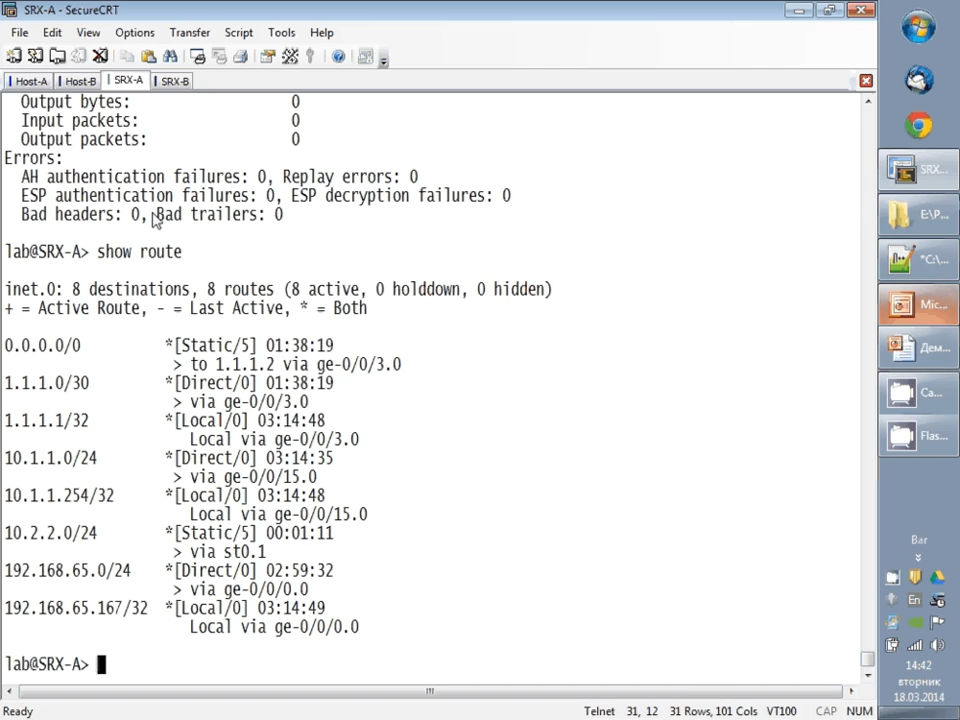 SRX-A - SecureCRT
File Edit View Options Transfer Script Tools Help
Host-A Host-B SRX-A SRX-B
Output bytes: 0
Input packets: 0
Output packets: 0
Errors:
AH authentication failures: 0, Replay errors: 0
ESP authentication failures: 0, ESP decryption failures: 0
Bad headers: 0, Bad trailers: 0
lab@SRX-A> show route
inet.0: 8 destinations, 8 routes (8 active, 0 holddown, 0 hidden)
+ = Active Route, - = Last Active, * = Both
0.0.0.0/0 *[Static/5] 01:38:19
> to 1.1.1.2 via ge-0/0/3.0
1.1.1.0/30 *[Direct/0] 01:38:19
> via ge-0/0/3.0
1.1.1.1/32 *[Local/0] 03:14:48
Local via ge-0/0/3.0
10.1.1.0/24 *[Direct/0] 03:14:35
> via ge-0/0/15.0
10.1.1.254/32 *[Local/0] 03:14:48
Local via ge-0/0/15.0
10.2.2.0/24 *[Static/5] 00:01:11
> via st0.1
192.168.65.0/24 *[Direct/0] 02:59:32
> via ge-0/0/0.0
192.168.65.167/32 *[Local/0] 03:14:49
Local via ge-0/0/0.0
lab@SRX-A>
Ready Telnet 31, 12 31 Rows, 101 Cols VT100 CAP NUM
SRX...
E:\P...
*C:\...
Mic...
Дем...
Ca...
Flas...
Bar
En
14:42
вторник
18.03.2014